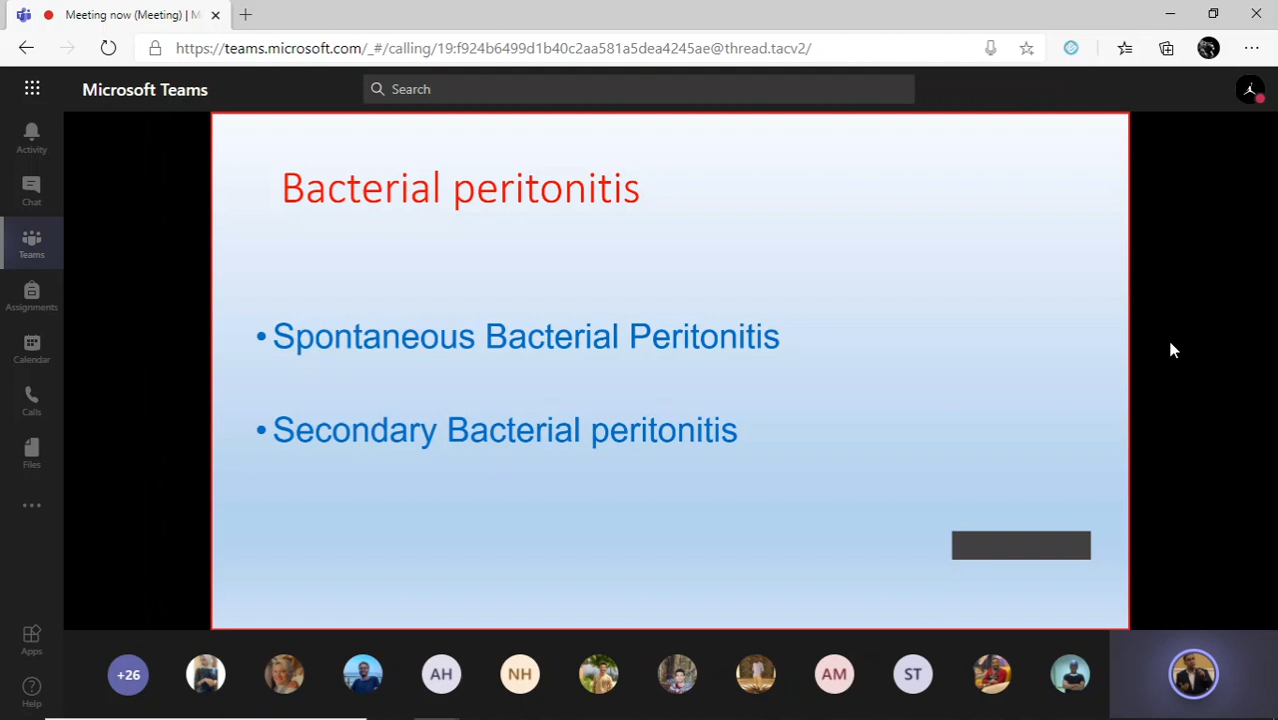 Meeting now (Meeting) | M
https://teams.microsoft.com/_#/calling/19:f924b6499d1b40c2aa581a5dea4245ae@thread.tacv2/
Microsoft Teams
Search
Activity
Chat
Teams
Assignments
Calendar
Calls
Files
Apps
Help
Bacterial peritonitis
• Spontaneous Bacterial Peritonitis
• Secondary Bacterial peritonitis
+26
AH
NH
AM
ST